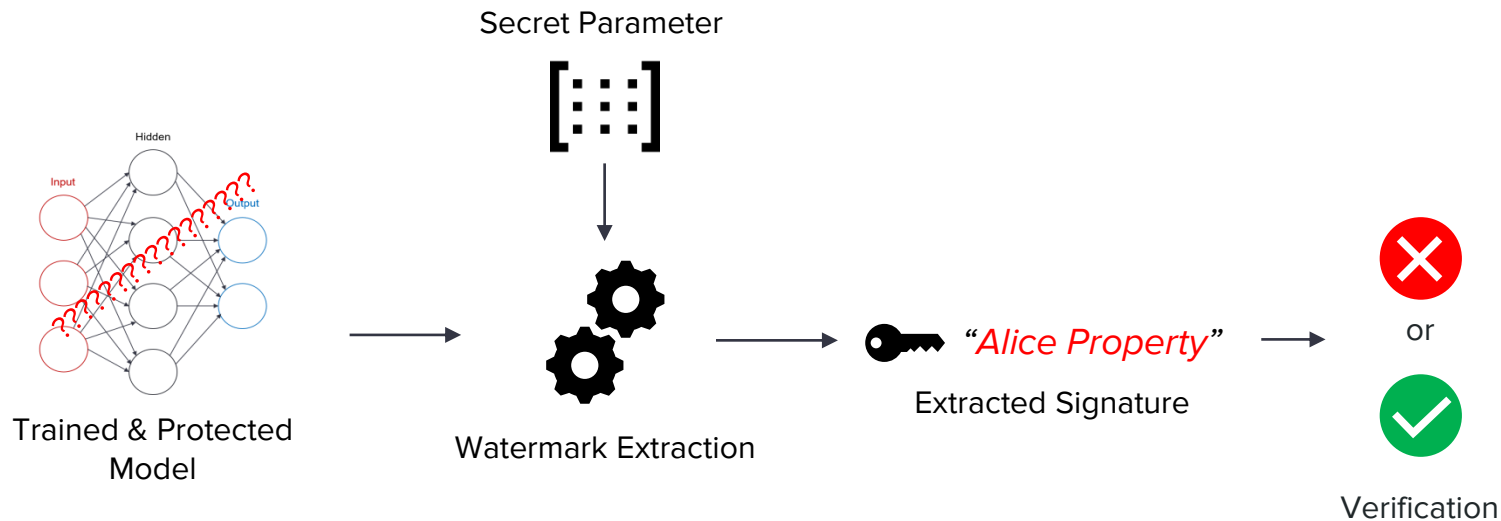 Secret Parameter
Hidden
Input
Output
????????????????????
Trained & Protected
Model
Watermark Extraction
“Alice Property”
Extracted Signature
or
Verification